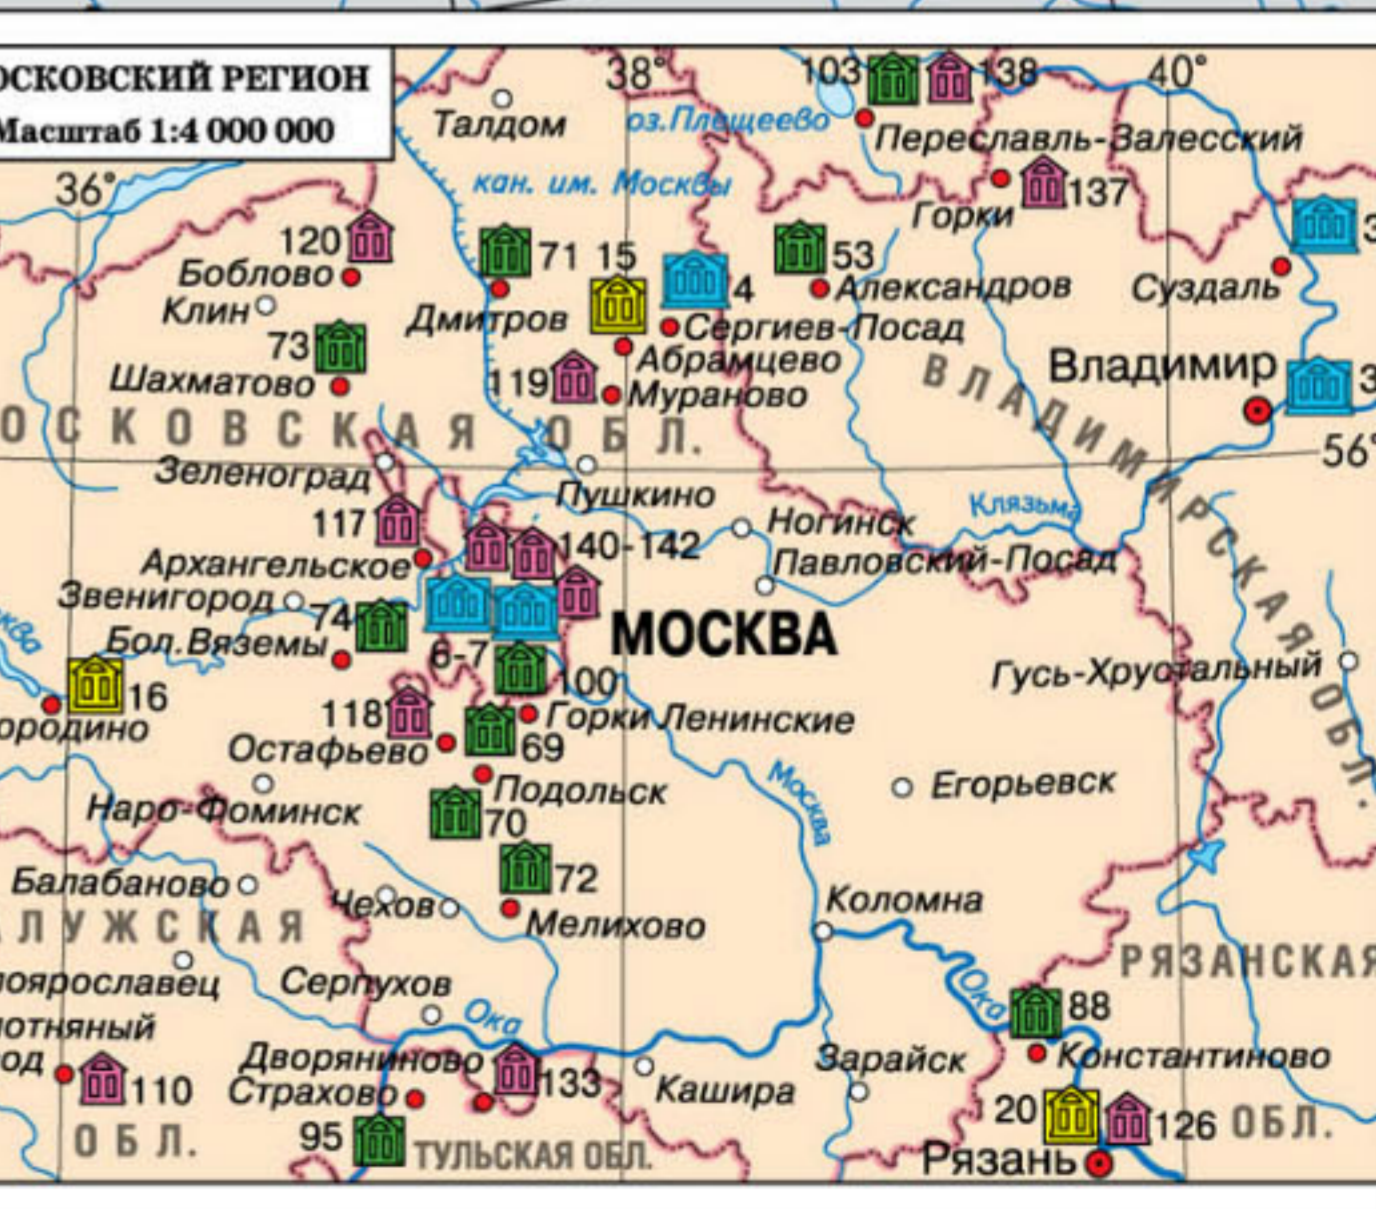 ОСКОВСКИЙ РЕГИОН
Масштаб 1:4 000 000
38°
103
138
40°
Талдом
оз.Плещеево
Переславль-Залесский
36°
кан. им. Москвы
137
Горки
120
71
15
53
3
Боблово
4
Александров
Суздаль
Клин
Дмитров
Сергиев-Посад
73
Абрамцево
Владимир
3
Шахматово
119
Мураново
ОСКОВСКАЯ ОБЛ.
ВЛАДИМИРСКАЯ ОБЛ.
56°
Зеленоград
Пушкино
Клязьма
117
Ногинск
140-142
Архангельское
Павловский-Посад
Звенигород
74
МОСКВА
сква
Бол.Вяземы
6-7
Гусь-Хрустальный
16
100
118
Горки Ленинские
ородино
Остафьево
69
Москва
Наро-Фоминск
Подольск
Егорьевск
70
72
Балабаново
Чехов
Мелихово
Коломна
ЛУЖСКАЯ
РЯЗАНСКАЯ
лоярославец
Серпухов
Ока
Ока
88
отняный
од
Дворяниново
Зарайск
Константиново
110
Страхово
133
Кашира
20
126
ОБЛ.
ОБЛ.
95
ТУЛЬСКАЯ ОБЛ.
Рязань